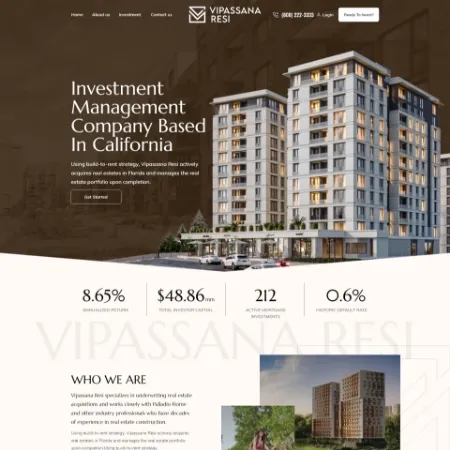 Home About us Investment Contact us
VIPASSANA
RESI
(808) 222-3333 Login Ready To Invest?
Investment
Management
Company Based
In California
Using build-to-rent strategy, Vipassana Resi actively
acquires real estates in Florida and manages the real
estate portfolio upon completion.
Get Started
8.65% $48.86mm 212 0.6%
ANNUALIZED RETURN TOTAL INVESTOR CAPITAL ACTIVE MORTGAGE INVESTMENTS HISTORIC DEFAULT RATE
VIPASSANA RESI
WHO WE ARE
Vipassana Resi specializes in underwriting real estate
acquisitions and works closely with Palladio Home
and other industry professionals who have decades
of experience in real estate construction.
Using build-to-rent strategy, Vipassana Resi actively acquires
real estates in Florida and manages the real estate portfolio
upon completion.